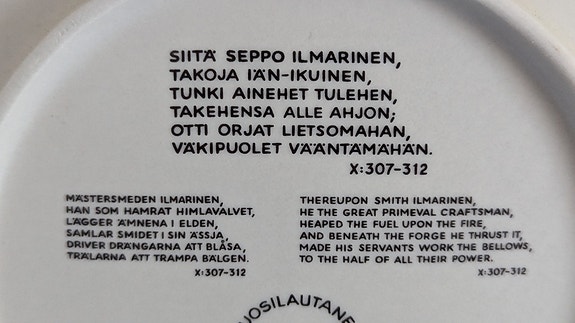 SIITÄ SEPPO ILMARINEN,
TAKOJA IÄN-IKUINEN,
TUNKI AINEHET TULEHEN,
TAKEHENSA ALLE AHJON;
OTTI ORJAT LIETSOMAHAN,
VÄKIPUOLET VÄÄNTÄMÄHÄN.
X:307-312
MÄSTERSMEDEN ILMARINEN,
HAN SOM HAMRAT HIMLAVALVET,
LÄGGER ÄMNENA I ELDEN,
SAMLAR SMIDET I SIN ÄSSJA,
DRIVER DRÄNGARNA ATT BLÅSA,
TRÄLARNA ATT TRAMPA BÄLGEN.
X:307-312
THEREUPON SMITH ILMARINEN,
HE THE GREAT PRIMEVAL CRAFTSMAN,
HEAPED THE FUEL UPON THE FIRE,
AND BENEATH THE FORGE HE THRUST IT,
MADE HIS SERVANTS WORK THE BELLOWS,
TO THE HALF OF ALL THEIR POWER.
X:307-312